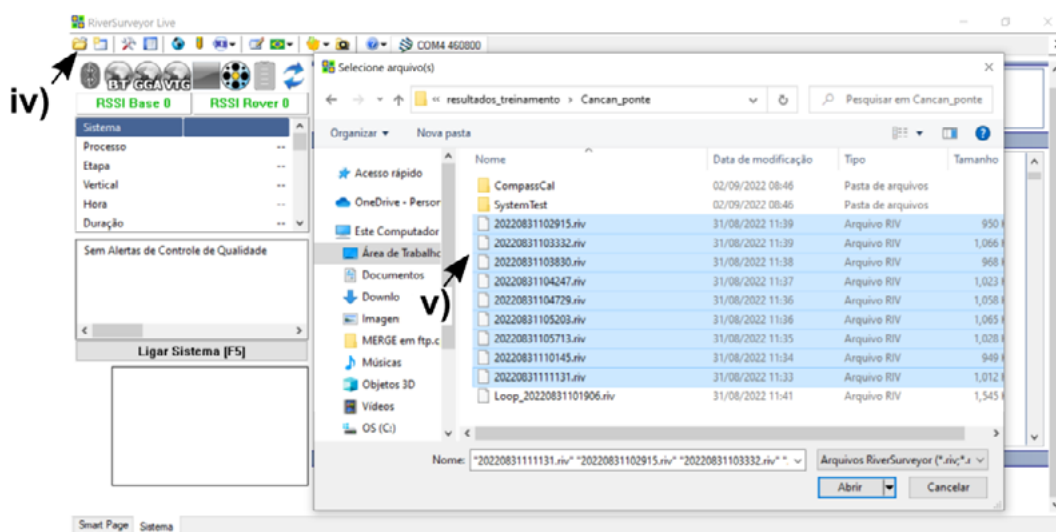 RiverSurveyor Live
COM4 460800
iv)
BT GGA VTG
RSSI Base 0 RSSI Rover 0
Sistema
Processo --
Etapa --
Vertical --
Hora --
Duração --
Sem Alertas de Controle de Qualidade
Ligar Sistema [F5]
Smart Page Sistema
Selecione arquivo(s)
« resultados_treinamento › Cancan_ponte
Pesquisar em Cancan_ponte
Organizar Nova pasta
Acesso rápido
OneDrive - Person
Este Computador
Área de Trabalho
Documentos
Downlo
Imagen
MERGE em ftp.c
Músicas
Objetos 3D
Vídeos
OS (C:)
v)
Nome Data de modificação Tipo Tamanho
CompassCal 02/09/2022 08:46 Pasta de arquivos
SystemTest 02/09/2022 08:46 Pasta de arquivos
20220831102915.riv 31/08/2022 11:39 Arquivo RIV 950
20220831103332.riv 31/08/2022 11:39 Arquivo RIV 1,066
20220831103830.riv 31/08/2022 11:38 Arquivo RIV 968
20220831104247.riv 31/08/2022 11:37 Arquivo RIV 1,023
20220831104729.riv 31/08/2022 11:36 Arquivo RIV 1,058
20220831105203.riv 31/08/2022 11:36 Arquivo RIV 1,065
20220831105713.riv 31/08/2022 11:35 Arquivo RIV 1,028
20220831110145.riv 31/08/2022 11:34 Arquivo RIV 949
20220831111131.riv 31/08/2022 11:33 Arquivo RIV 1,012
Loop_20220831101906.riv 31/08/2022 11:41 Arquivo RIV 1,545
Nome: "20220831111131.riv" "20220831102915.riv" "20220831103332.riv" "
Arquivos RiverSurveyor (*.riv;*.r
Abrir Cancelar